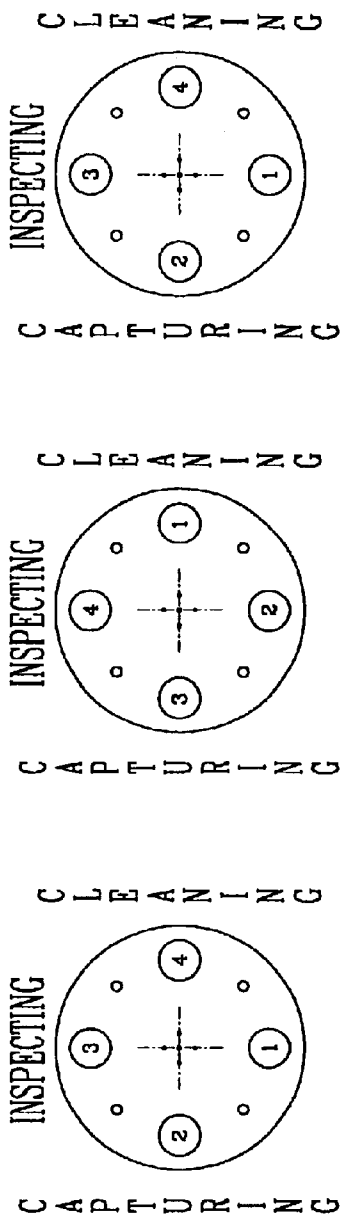 INSPECTING
CAPTURING
3
2
4
1
CLEANING
INSPECTING
CAPTURING
4
3
1
2
CLEANING
INSPECTING
CAPTURING
3
2
4
1
CLEANING